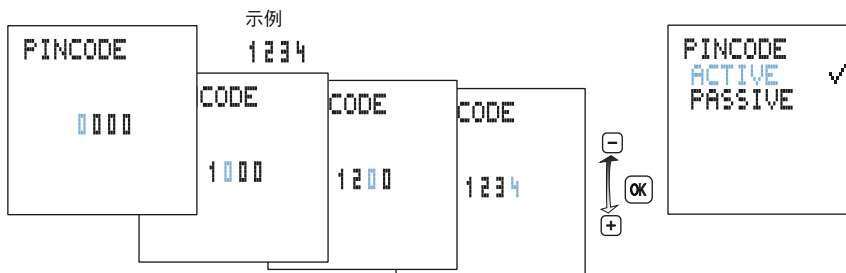 示例
1234
PINCODE
0000
CODE
1000
CODE
1200
CODE
1234
−
OK
+
PINCODE
ACTIVE ✓
PASSIVE